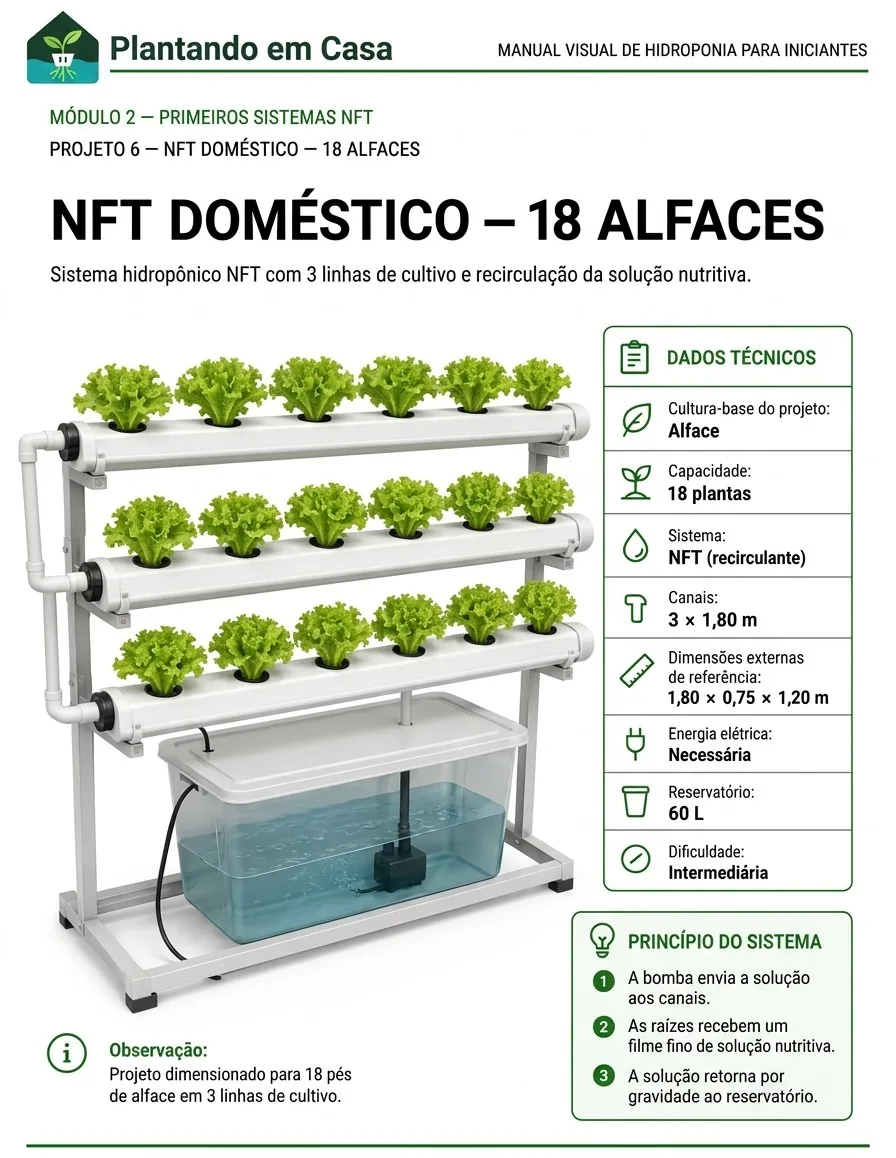 Plantando em Casa
MANUAL VISUAL DE HIDROPONIA PARA INICIANTES
MÓDULO 2 — PRIMEIROS SISTEMAS NFT
PROJETO 6 — NFT DOMÉSTICO — 18 ALFACES
NFT DOMÉSTICO – 18 ALFACES
Sistema hidropônico NFT com 3 linhas de cultivo e recirculação da solução nutritiva.
DADOS TÉCNICOS
Cultura-base do projeto:
Alface
Capacidade:
18 plantas
Sistema:
NFT (recirculante)
Canais:
3 × 1,80 m
Dimensões externas
de referência:
1,80 × 0,75 × 1,20 m
Energia elétrica:
Necessária
Reservatório:
60 L
Dificuldade:
Intermediária
PRINCÍPIO DO SISTEMA
1 A bomba envia a solução
aos canais.
2 As raízes recebem um
filme fino de solução nutritiva.
3 A solução retorna por
gravidade ao reservatório.
Observação:
Projeto dimensionado para 18 pés
de alface em 3 linhas de cultivo.